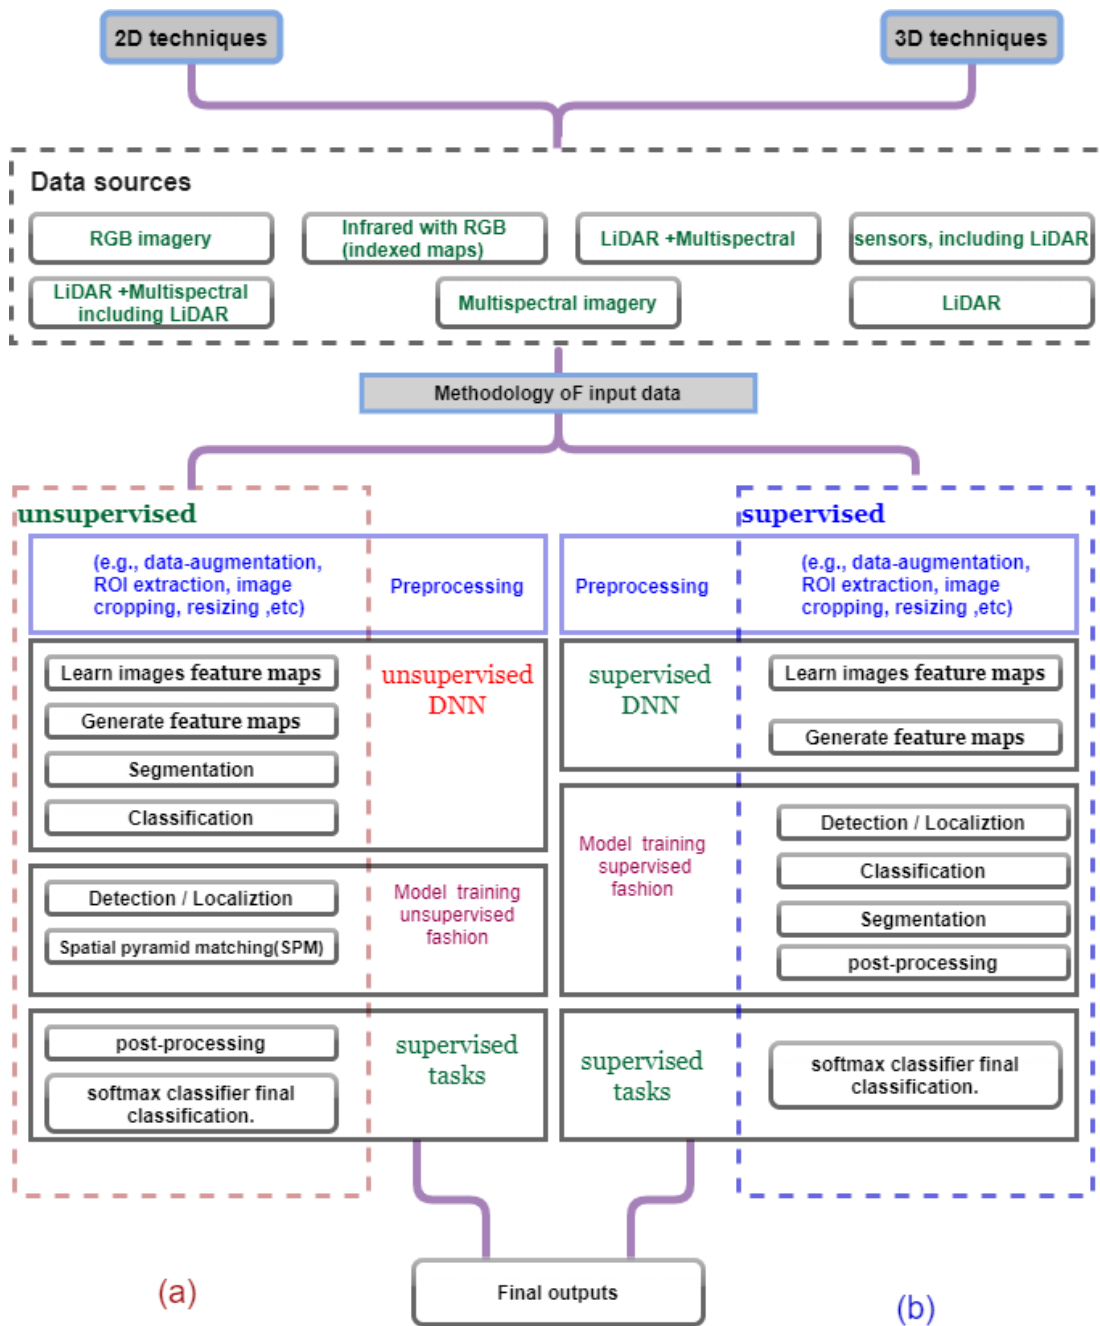 2D techniques
3D techniques
Data sources
RGB imagery
Infrared with RGB
(indexed maps)
LiDAR +Multispectral
sensors, including LiDAR
LiDAR +Multispectral
including LiDAR
Multispectral imagery
LiDAR
Methodology oF input data
unsupervised
(e.g., data-augmentation,
ROI extraction, image
cropping, resizing ,etc)
Preprocessing
Learn images feature maps
Generate feature maps
Segmentation
Classification
unsupervised
DNN
Detection / Localiztion
Spatial pyramid matching(SPM)
Model training
unsupervised
fashion
post-processing
softmax classifier final
classification.
supervised
tasks
supervised
Preprocessing
(e.g., data-augmentation,
ROI extraction, image
cropping, resizing ,etc)
supervised
DNN
Learn images feature maps
Generate feature maps
Model training
supervised
fashion
Detection / Localiztion
Classification
Segmentation
post-processing
supervised
tasks
softmax classifier final
classification.
Final outputs
(a)
(b)